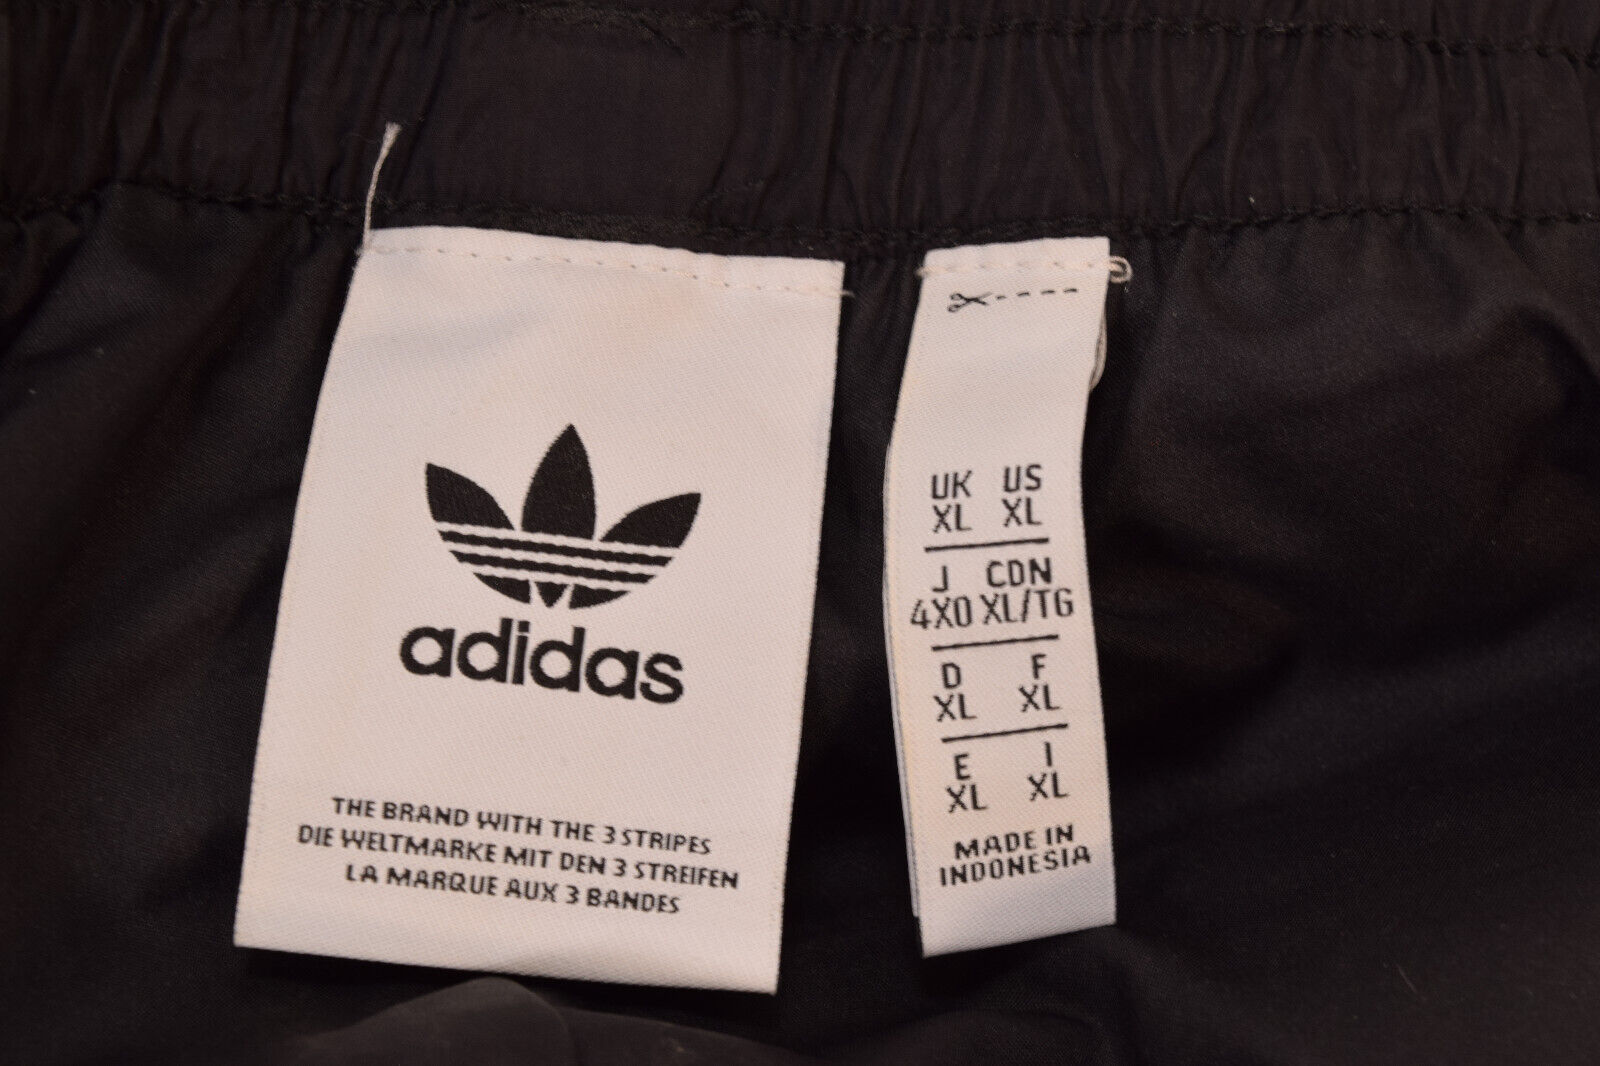 adidas
THE BRAND WITH THE 3 STRIPES
DIE WELTMARKE MIT DEN 3 STREIFEN
LA MARQUE AUX 3 BANDES
UK US
XL XL
J CDN
4XO XL/TG
D F
XL XL
E I
XL XL
MADE IN
INDONESIA